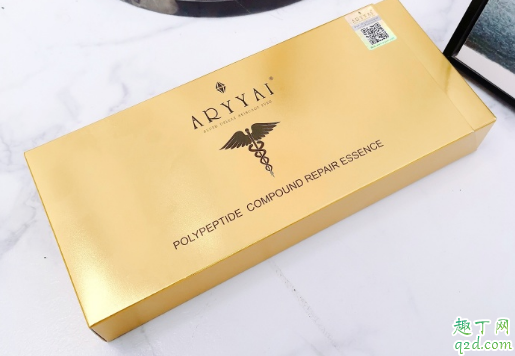 ARYYAI®
POLYPEPTIDE COMPOUND REPAIR ESSENCE
趣丁网
q2d.com